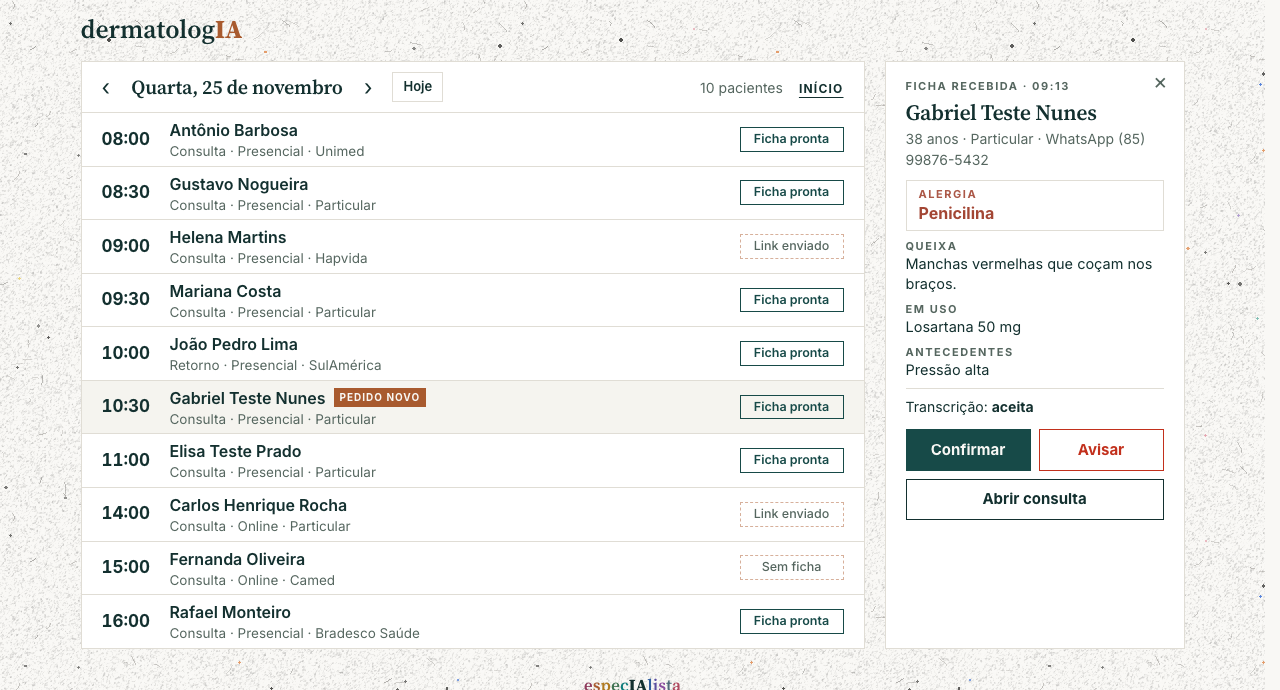 dermatologIA
Quarta, 25 de novembro
Hoje
10 pacientes
INÍCIO
08:00
Antônio Barbosa
Consulta · Presencial · Unimed
Ficha pronta
08:30
Gustavo Nogueira
Consulta · Presencial · Particular
Ficha pronta
09:00
Helena Martins
Consulta · Presencial · Hapvida
Link enviado
09:30
Mariana Costa
Consulta · Presencial · Particular
Ficha pronta
10:00
João Pedro Lima
Retorno · Presencial · SulAmérica
Ficha pronta
10:30
Gabriel Teste Nunes PEDIDO NOVO
Consulta · Presencial · Particular
Ficha pronta
11:00
Elisa Teste Prado
Consulta · Presencial · Particular
Ficha pronta
14:00
Carlos Henrique Rocha
Consulta · Online · Particular
Link enviado
15:00
Fernanda Oliveira
Consulta · Online · Camed
Sem ficha
16:00
Rafael Monteiro
Consulta · Presencial · Bradesco Saúde
Ficha pronta
FICHA RECEBIDA · 09:13
Gabriel Teste Nunes
38 anos · Particular · WhatsApp (85)
99876-5432
ALERGIA
Penicilina
QUEIXA
Manchas vermelhas que coçam nos
braços.
EM USO
Losartana 50 mg
ANTECEDENTES
Pressão alta
Transcrição: aceita
Confirmar
Avisar
Abrir consulta
especIAlista